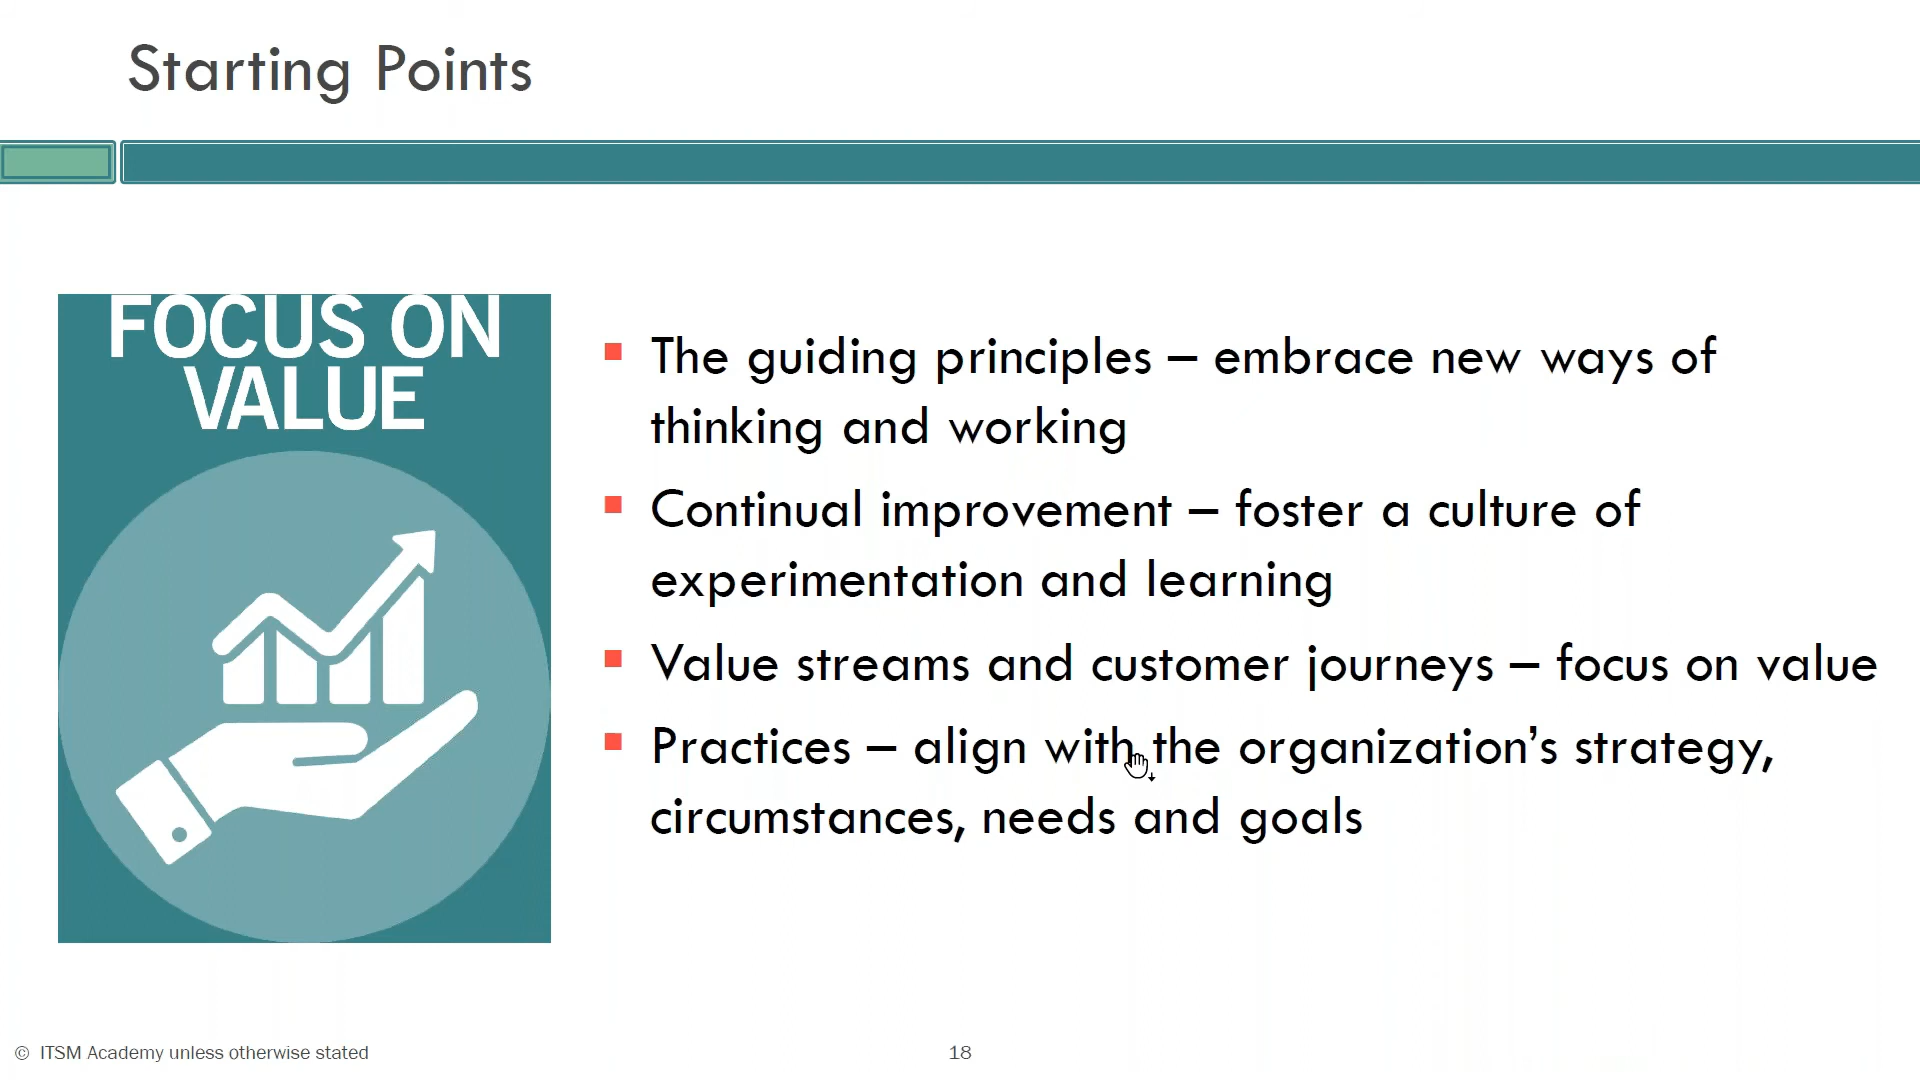 Starting Points
FOCUS ON
VALUE
▪ The guiding principles – embrace new ways of
thinking and working
▪ Continual improvement – foster a culture of
experimentation and learning
▪ Value streams and customer journeys – focus on value
▪ Practices – align with the organization’s strategy,
circumstances, needs and goals
© ITSM Academy unless otherwise stated
18